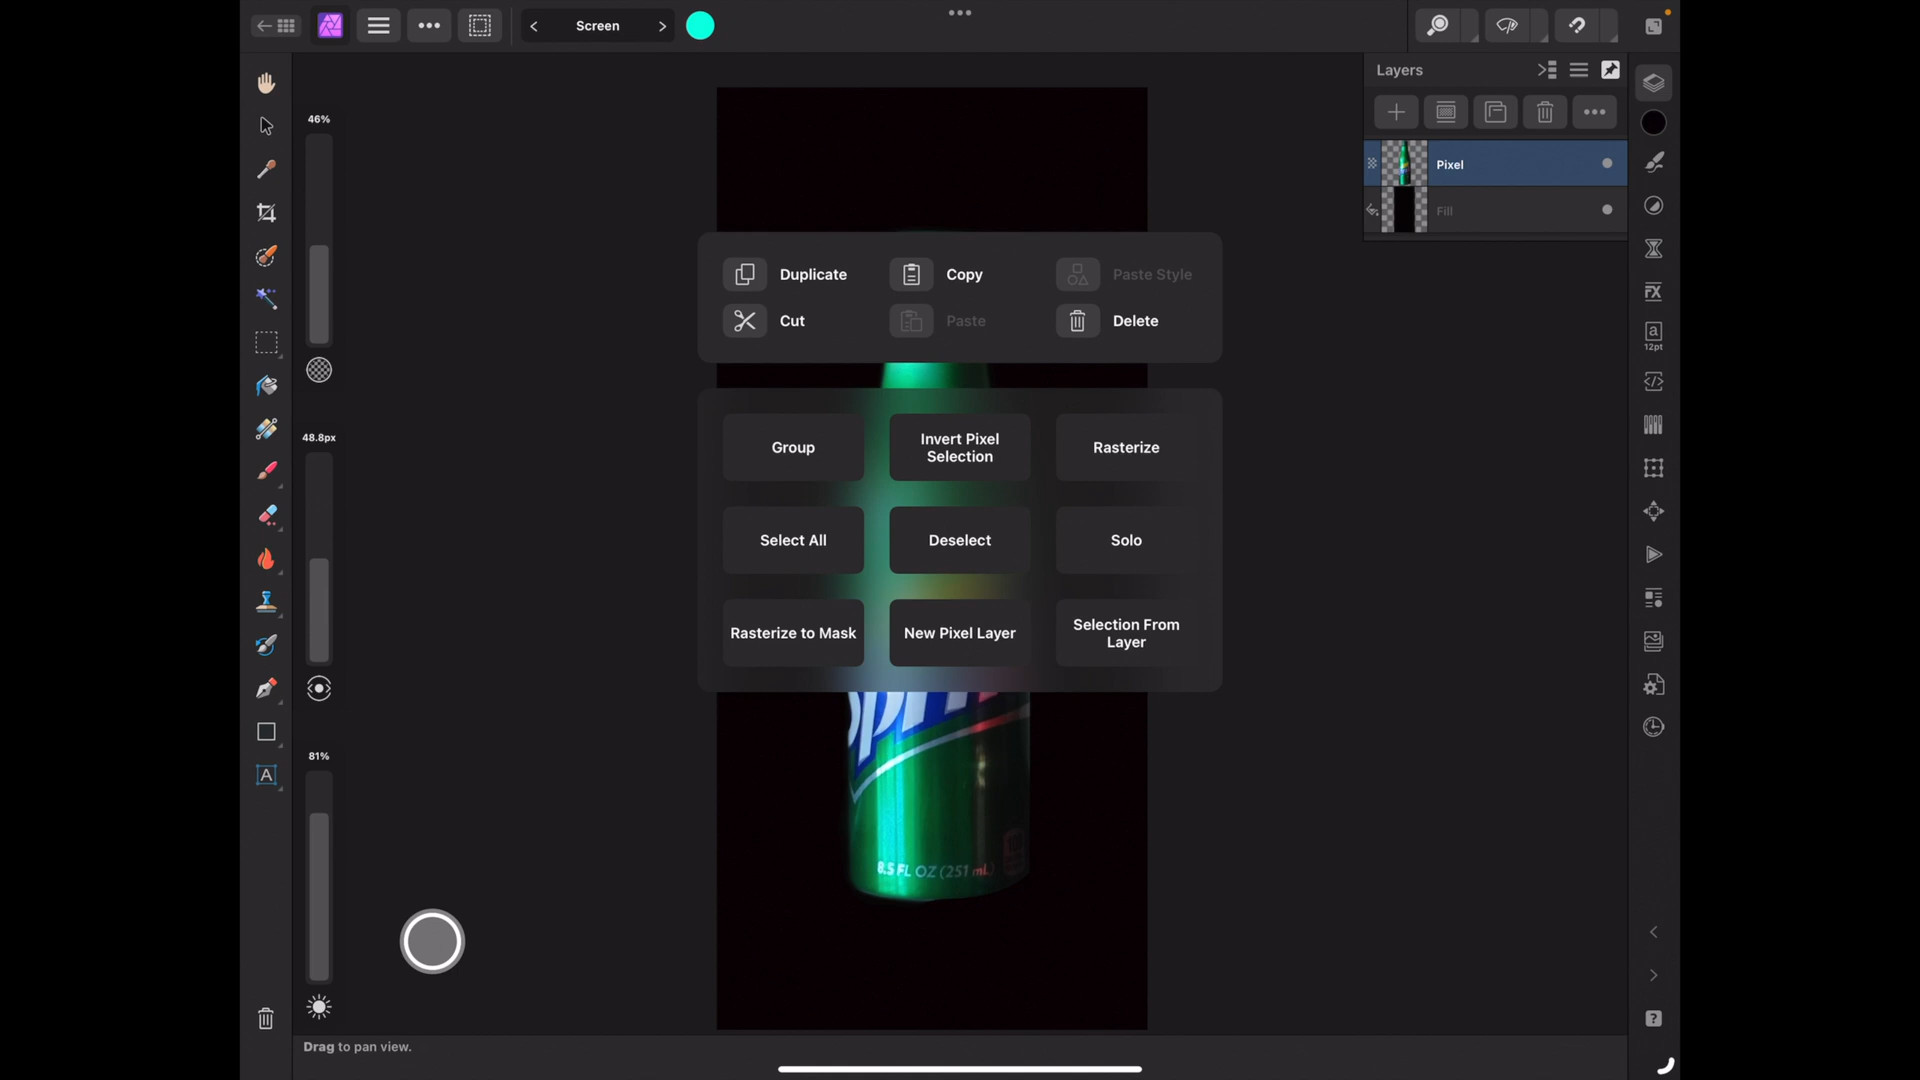 Screen
Layers
46%
Pixel
Fill
Duplicate
Copy
Paste Style
Cut
Paste
Delete
12pt
48.8px
Group
Invert Pixel
Selection
Rasterize
Select All
Deselect
Solo
Rasterize to Mask
New Pixel Layer
Selection From
Layer
81%
8.5 FL OZ (251 mL)
Drag to pan view.